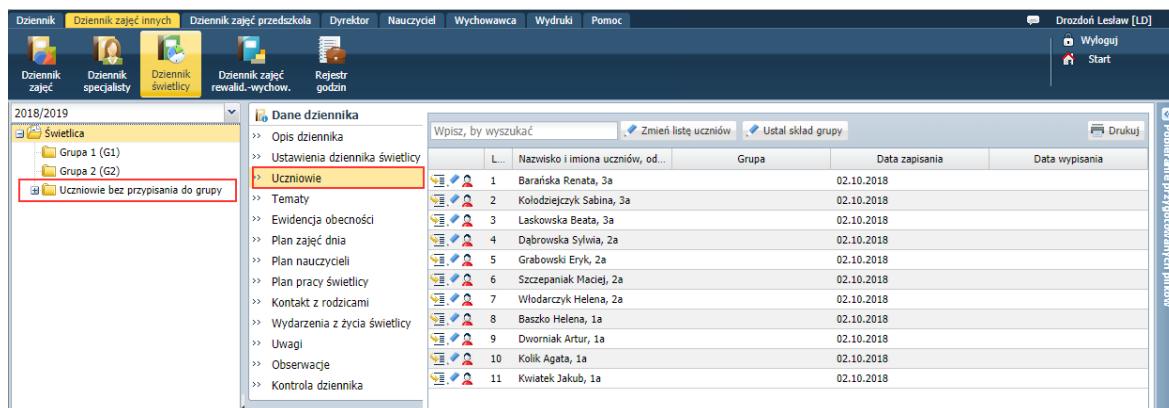 Dziennik Dziennik zajęć innych Dziennik zajęć przedszkola Dyrektor Nauczyciel Wychowawca Wydruki Pomoc Drozdoń Lesław [LD]
Wyloguj
Start
Dziennik zajęć
Dziennik specjalisty
Dziennik świetlicy
Dziennik zajęć rewalid.-wychow.
Rejestr godzin
2018/2019
Świetlica
Grupa 1 (G1)
Grupa 2 (G2)
Uczniowie bez przypisania do grupy
Dane dziennika
Opis dziennika
Ustawienia dziennika świetlicy
Uczniowie
Tematy
Ewidencja obecności
Plan zajęć dnia
Plan nauczycieli
Plan pracy świetlicy
Kontakt z rodzicami
Wydarzenia z życia świetlicy
Uwagi
Obserwacje
Kontrola dziennika
Wpisz, by wyszukać Zmień listę uczniów Ustal skład grupy Drukuj
L... Nazwisko i imiona uczniów, od... Grupa Data zapisania Data wypisania
1 Barańska Renata, 3a 02.10.2018
2 Kołodziejczyk Sabina, 3a 02.10.2018
3 Laskowska Beata, 3a 02.10.2018
4 Dąbrowska Sylwia, 2a 02.10.2018
5 Grabowski Eryk, 2a 02.10.2018
6 Szczepaniak Maciej, 2a 02.10.2018
7 Włodarczyk Helena, 2a 02.10.2018
8 Baszko Helena, 1a 02.10.2018
9 Dworniak Artur, 1a 02.10.2018
10 Kolik Agata, 1a 02.10.2018
11 Kwiatek Jakub, 1a 02.10.2018